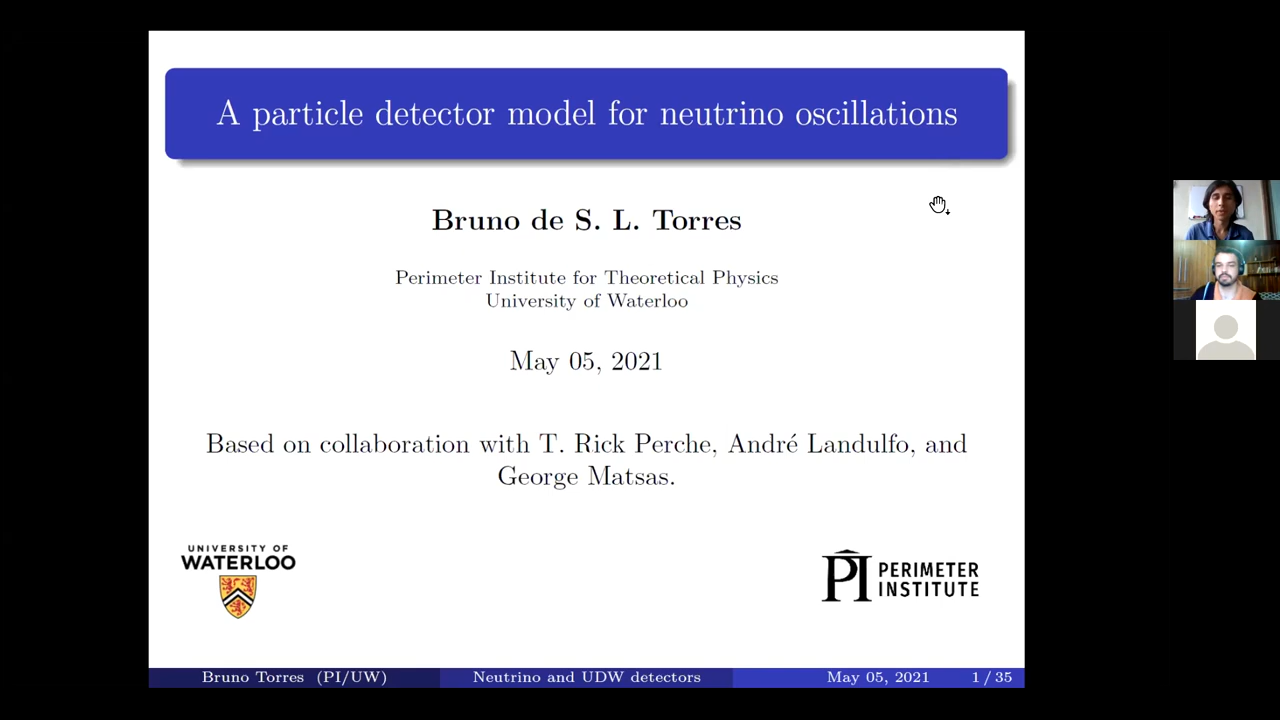 A particle detector model for neutrino oscillations
Bruno de S. L. Torres
Perimeter Institute for Theoretical Physics
University of Waterloo
May 05, 2021
Based on collaboration with T. Rick Perche, André Landulfo, and
George Matsas.
UNIVERSITY OF
WATERLOO
PI PERIMETER
INSTITUTE
Bruno Torres (PI/UW) Neutrino and UDW detectors May 05, 2021 1 / 35